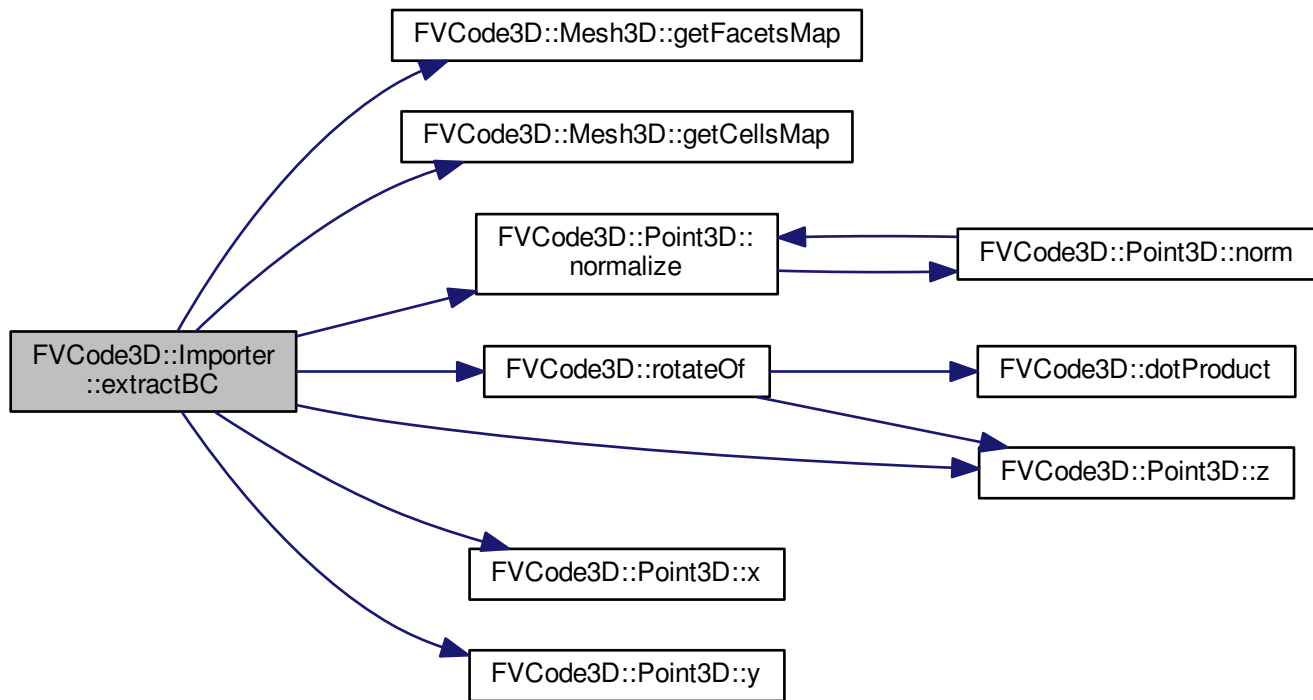 FVCode3D::Mesh3D::getFacetsMap
FVCode3D::Mesh3D::getCellsMap
FVCode3D::Point3D::
normalize
FVCode3D::Point3D::norm
FVCode3D::Importer
::extractBC
FVCode3D::rotateOf
FVCode3D::dotProduct
FVCode3D::Point3D::z
FVCode3D::Point3D::x
FVCode3D::Point3D::y